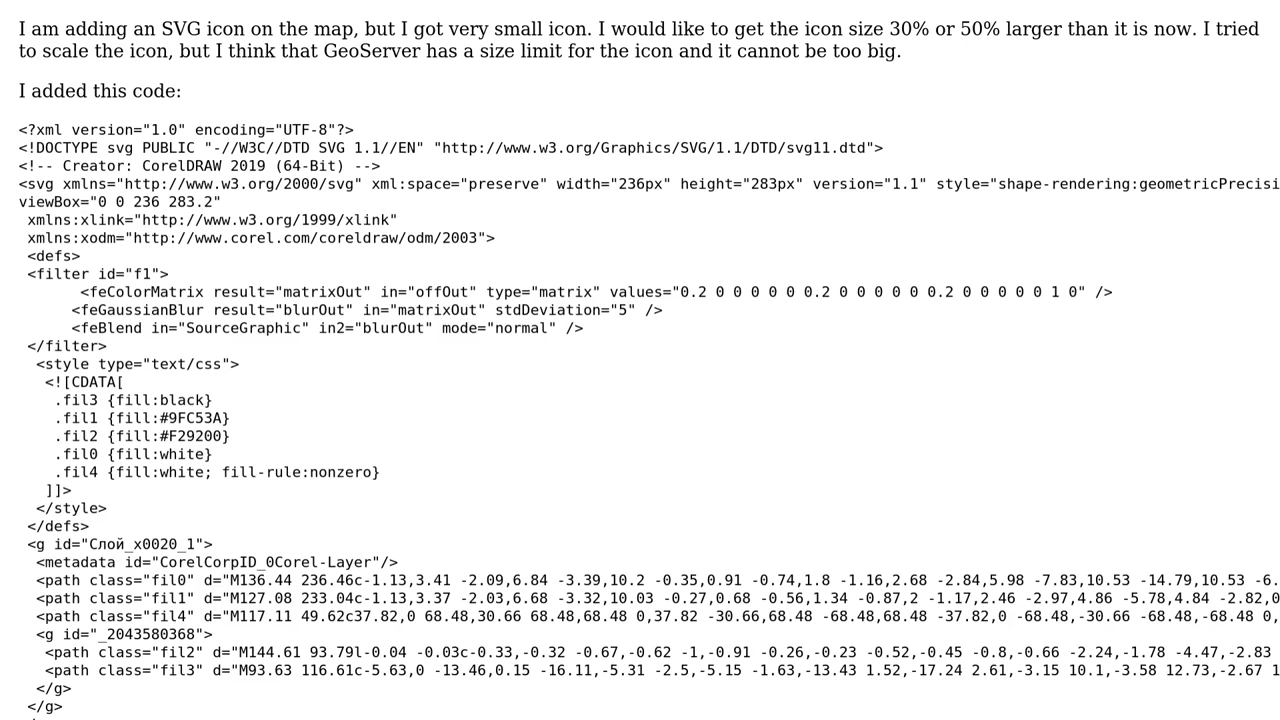 I am adding an SVG icon on the map, but I got very small icon. I would like to get the icon size 30% or 50% larger than it is now. I tried
to scale the icon, but I think that GeoServer has a size limit for the icon and it cannot be too big.
I added this code:
<?xml version="1.0" encoding="UTF-8"?>
<!DOCTYPE svg PUBLIC "-//W3C//DTD SVG 1.1//EN" "http://www.w3.org/Graphics/SVG/1.1/DTD/svg11.dtd">
<!-- Creator: CorelDRAW 2019 (64-Bit) -->
<svg xmlns="http://www.w3.org/2000/svg" xml:space="preserve" width="236px" height="283px" version="1.1" style="shape-rendering:geometricPrecisi
viewBox="0 0 236 283.2"
 xmlns:xlink="http://www.w3.org/1999/xlink"
 xmlns:xodm="http://www.corel.com/coreldraw/odm/2003">
 <defs>
 <filter id="f1">
       <feColorMatrix result="matrixOut" in="offOut" type="matrix" values="0.2 0 0 0 0 0 0.2 0 0 0 0 0 0.2 0 0 0 0 0 1 0" />
      <feGaussianBlur result="blurOut" in="matrixOut" stdDeviation="5" />
      <feBlend in="SourceGraphic" in2="blurOut" mode="normal" />
 </filter>
  <style type="text/css">
   <![CDATA[
    .fil3 {fill:black}
    .fil1 {fill:#9FC53A}
    .fil2 {fill:#F29200}
    .fil0 {fill:white}
    .fil4 {fill:white; fill-rule:nonzero}
   ]]>
  </style>
 </defs>
 <g id="Слой_x0020_1">
  <metadata id="CorelCorpID_0Corel-Layer"/>
  <path class="fil0" d="M136.44 236.46c-1.13,3.41 -2.09,6.84 -3.39,10.2 -0.35,0.91 -0.74,1.8 -1.16,2.68 -2.84,5.98 -7.83,10.53 -14.79,10.53 -6.
  <path class="fil1" d="M127.08 233.04c-1.13,3.37 -2.03,6.68 -3.32,10.03 -0.27,0.68 -0.56,1.34 -0.87,2 -1.17,2.46 -2.97,4.86 -5.78,4.84 -2.82,0
  <path class="fil4" d="M117.11 49.62c37.82,0 68.48,30.66 68.48,68.48 0,37.82 -30.66,68.48 -68.48,68.48 -37.82,0 -68.48,-30.66 -68.48,-68.48 0,
  <g id="_2043580368">
   <path class="fil2" d="M144.61 93.79l-0.04 -0.03c-0.33,-0.32 -0.67,-0.62 -1,-0.91 -0.26,-0.23 -0.52,-0.45 -0.8,-0.66 -2.24,-1.78 -4.47,-2.83
   <path class="fil3" d="M93.63 116.61c-5.63,0 -13.46,0.15 -16.11,-5.31 -2.5,-5.15 -1.63,-13.43 1.52,-17.24 2.61,-3.15 10.1,-3.58 12.73,-2.67 1
  </g>
 </g>